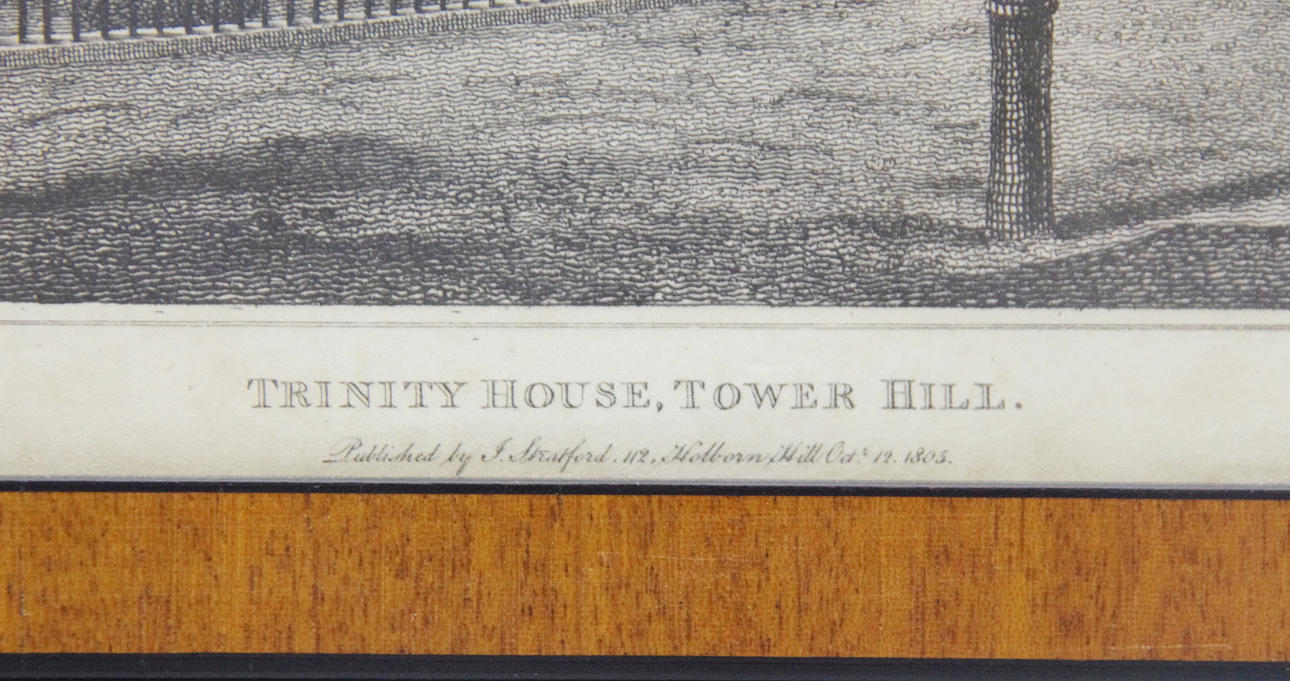 TRINITY HOUSE, TOWER HILL.
Published by J. Stratford. 112, Holborn Hill Octr. 12. 1805.